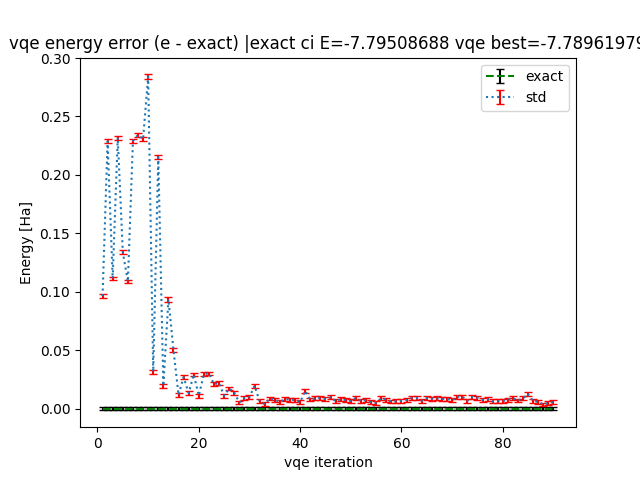 vqe energy error (e - exact) |exact ci E=-7.79508688 vqe best=-7.78961979
exact
std
0.30
0.25
0.20
0.15
0.10
0.05
0.00
Energy [Ha]
0 20 40 60 80
vqe iteration